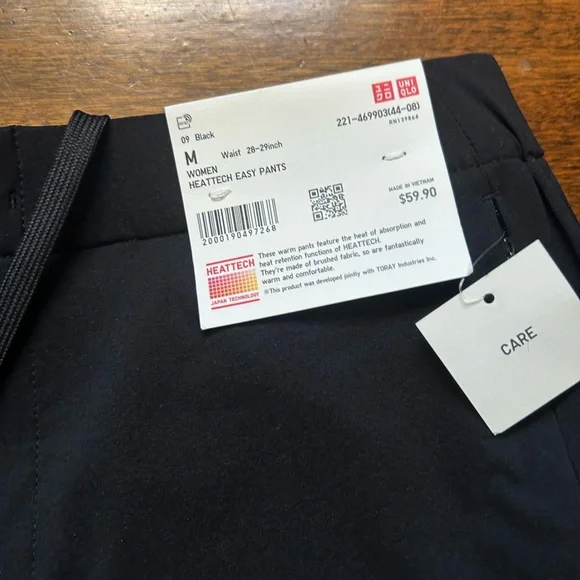 ユニ UNI
クロ QLO
221-469903(44-08)
RN139868
09 Black
M Waist 28-29inch
WOMEN
HEATTECH EASY PANTS
MADE IN VIETNAM
$59.90
2000190497268
HEATTECH
JAPAN TECHNOLOGY
These warm pants feature the heat of absorption and
heat retention functions of HEATTECH.
They're made of brushed fabric, so are fantastically
warm and comfortable.
※This product was developed jointly with TORAY Industries Inc.
CARE